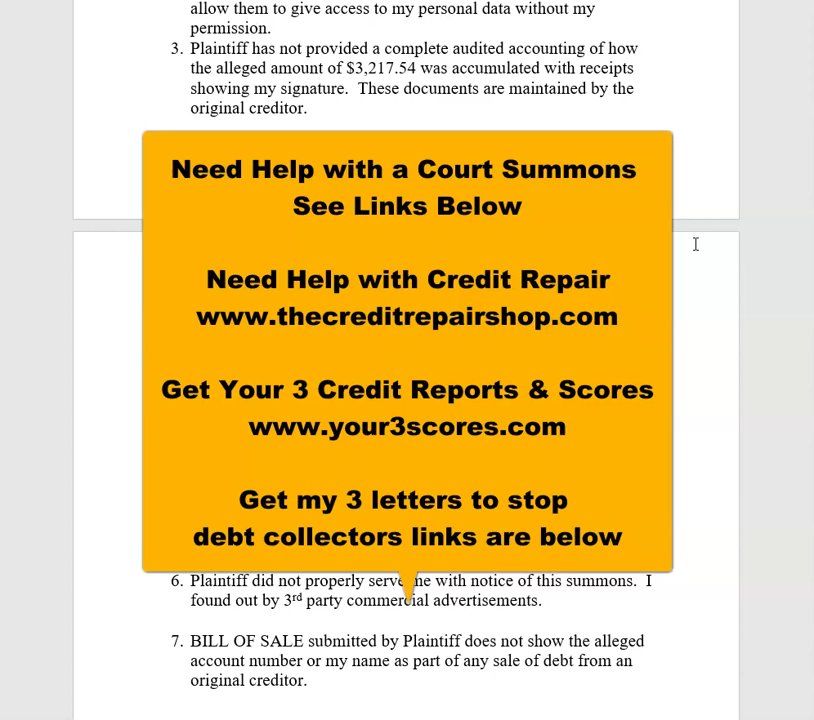 allow them to give access to my personal data without my
permission.
3. Plaintiff has not provided a complete audited accounting of how
the alleged amount of $3,217.54 was accumulated with receipts
showing my signature. These documents are maintained by the
original creditor.
Need Help with a Court Summons
See Links Below
Need Help with Credit Repair
www.thecreditrepairshop.com
Get Your 3 Credit Reports & Scores
www.your3scores.com
Get my 3 letters to stop
debt collectors links are below
6. Plaintiff did not properly serve me with notice of this summons. I
found out by 3rd party commercial advertisements.
7. BILL OF SALE submitted by Plaintiff does not show the alleged
account number or my name as part of any sale of debt from an
original creditor.